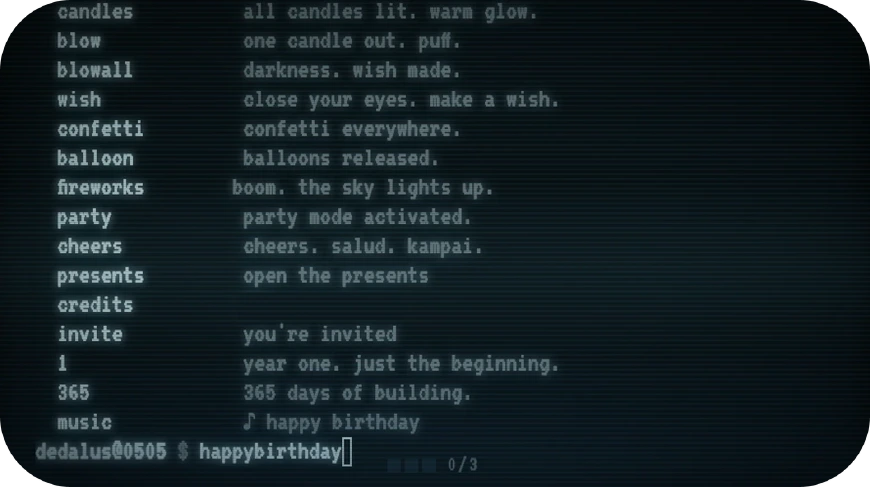 candles all candles lit. warm glow.
blow one candle out. puff.
blowall darkness. wish made.
wish close your eyes. make a wish.
confetti confetti everywhere.
balloon balloons released.
fireworks boom. the sky lights up.
party party mode activated.
cheers cheers. salud. kampai.
presents open the presents
credits
invite you're invited
1 year one. just the beginning.
365 365 days of building.
music ♪ happy birthday
dedalus@0505 $ happybirthday
0/3